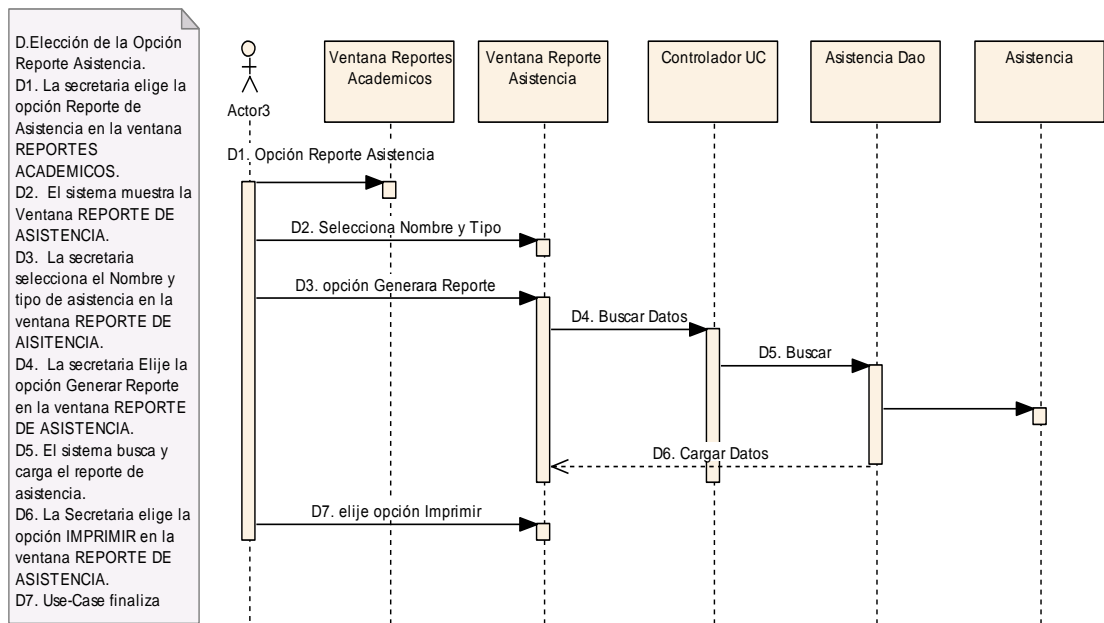 D.Elección de la Opción
Reporte Asistencia.
D1. La secretaria elige la
opción Reporte de
Asistencia en la ventana
REPORTES
ACADEMICOS.
D2.  El sistema muestra la
Ventana REPORTE DE
ASISTENCIA.
D3.  La secretaria
selecciona el Nombre y
tipo de asistencia en la
ventana REPORTE DE
AISITENCIA.
D4.  La secretaria Elije la
opción Generar Reporte
en la ventana REPORTE
DE ASISTENCIA.
D5. El sistema busca y
carga el reporte de
asistencia.
D6. La Secretaria elige la
opción IMPRIMIR en la
ventana REPORTE DE
ASISTENCIA.
D7. Use-Case finaliza
Actor3
Ventana Reportes
Academicos
Ventana Reporte
Asistencia
Controlador UC
Asistencia Dao
Asistencia
D1. Opción Reporte Asistencia
D2. Selecciona Nombre y Tipo
D3. opción Generara Reporte
D4. Buscar Datos
D5. Buscar
D6. Cargar Datos
D7. elije opción Imprimir